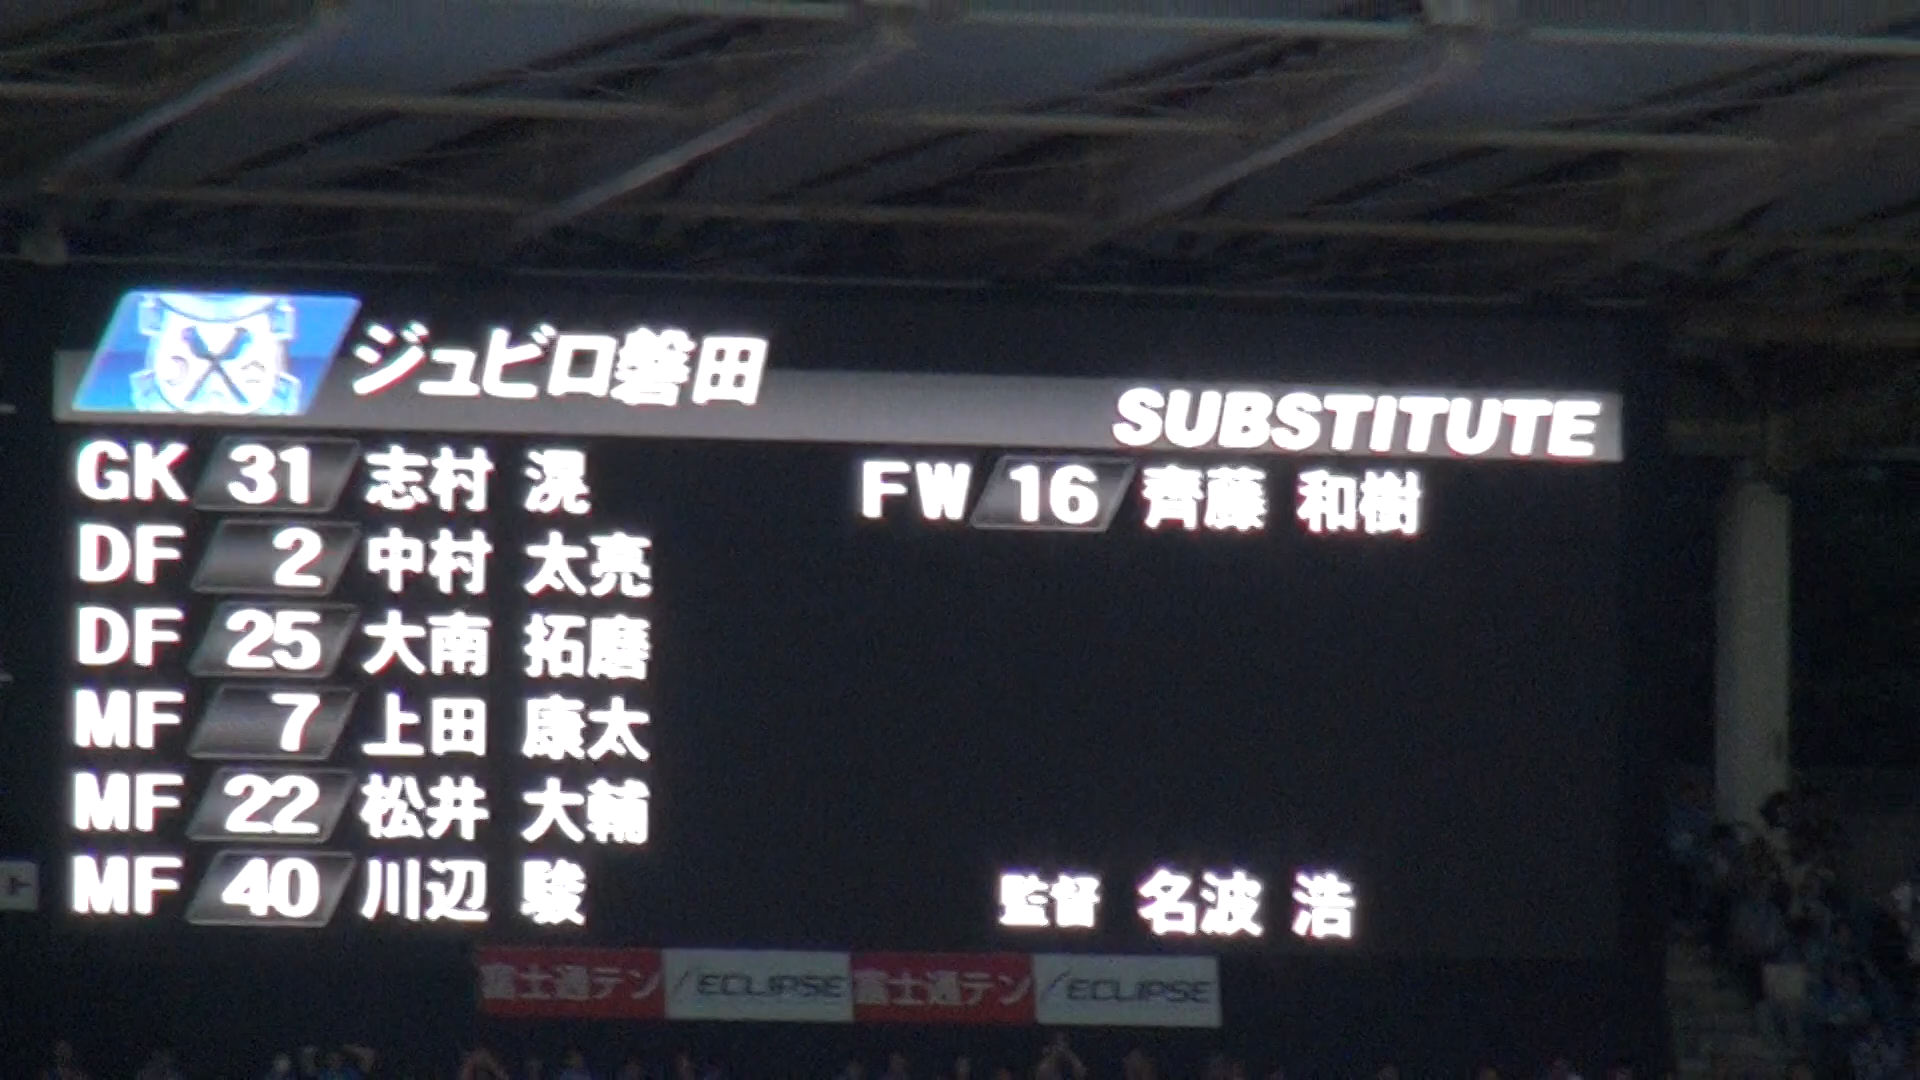 ジュビロ磐田
SUBSTITUTE
GK 31 志村 滉
DF 2 中村 太亮
DF 25 大南 拓磨
MF 7 上田 康太
MF 22 松井 大輔
MF 40 川辺 駿
FW 16 齊藤 和樹
監督 名波 浩
富士通テン ECLIPSE 富士通テン ECLIPSE